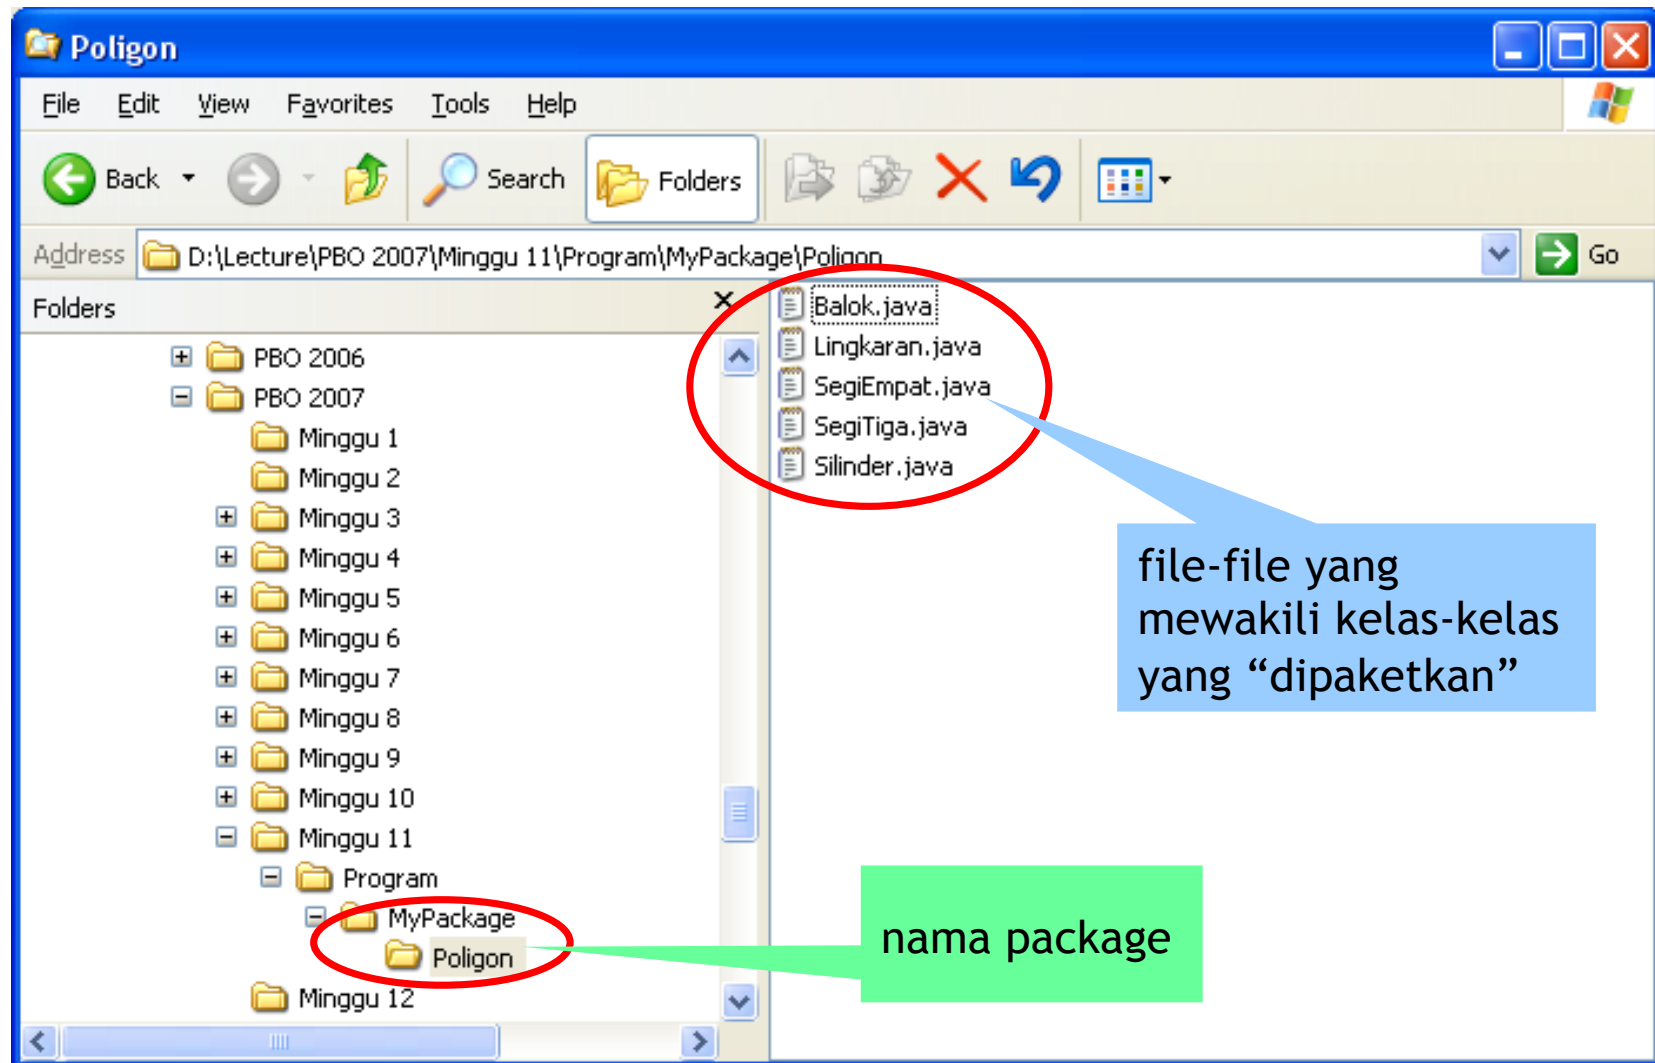 Poligon
File Edit View Favorites Tools Help
Back Search Folders
Address D:\Lecture\PBO 2007\Minggu 11\Program\MyPackage\Poligon Go
Folders
PBO 2006
PBO 2007
Minggu 1
Minggu 2
Minggu 3
Minggu 4
Minggu 5
Minggu 6
Minggu 7
Minggu 8
Minggu 9
Minggu 10
Minggu 11
Program
MyPackage
Poligon
Minggu 12
Balok.java
Lingkaran.java
SegiEmpat.java
SegiTiga.java
Silinder.java
file-file yang
mewakili kelas-kelas
yang “dipaketkan”
nama package